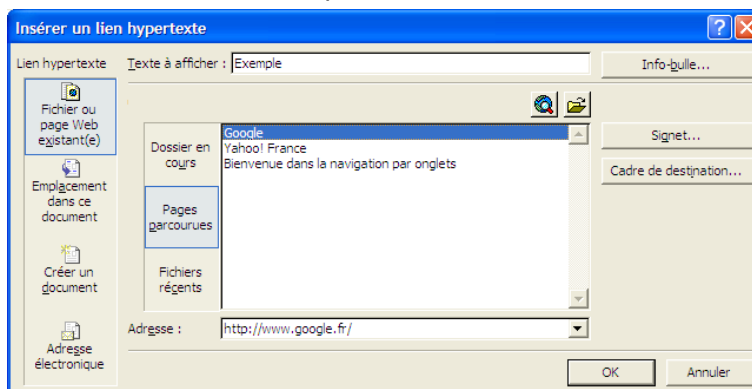 Insérer un lien hypertexte
Lien hypertexte
Texte à afficher :
Exemple
Info-bulle...
Fichier ou
page Web
existant(e)
Emplacement
dans ce
document
Créer un
document
Adresse
électronique
Dossier en
cours
Pages
parcourues
Fichiers
récents
Google
Yahoo! France
Bienvenue dans la navigation par onglets
Signet...
Cadre de destination...
Adresse :
http://www.google.fr/
OK
Annuler